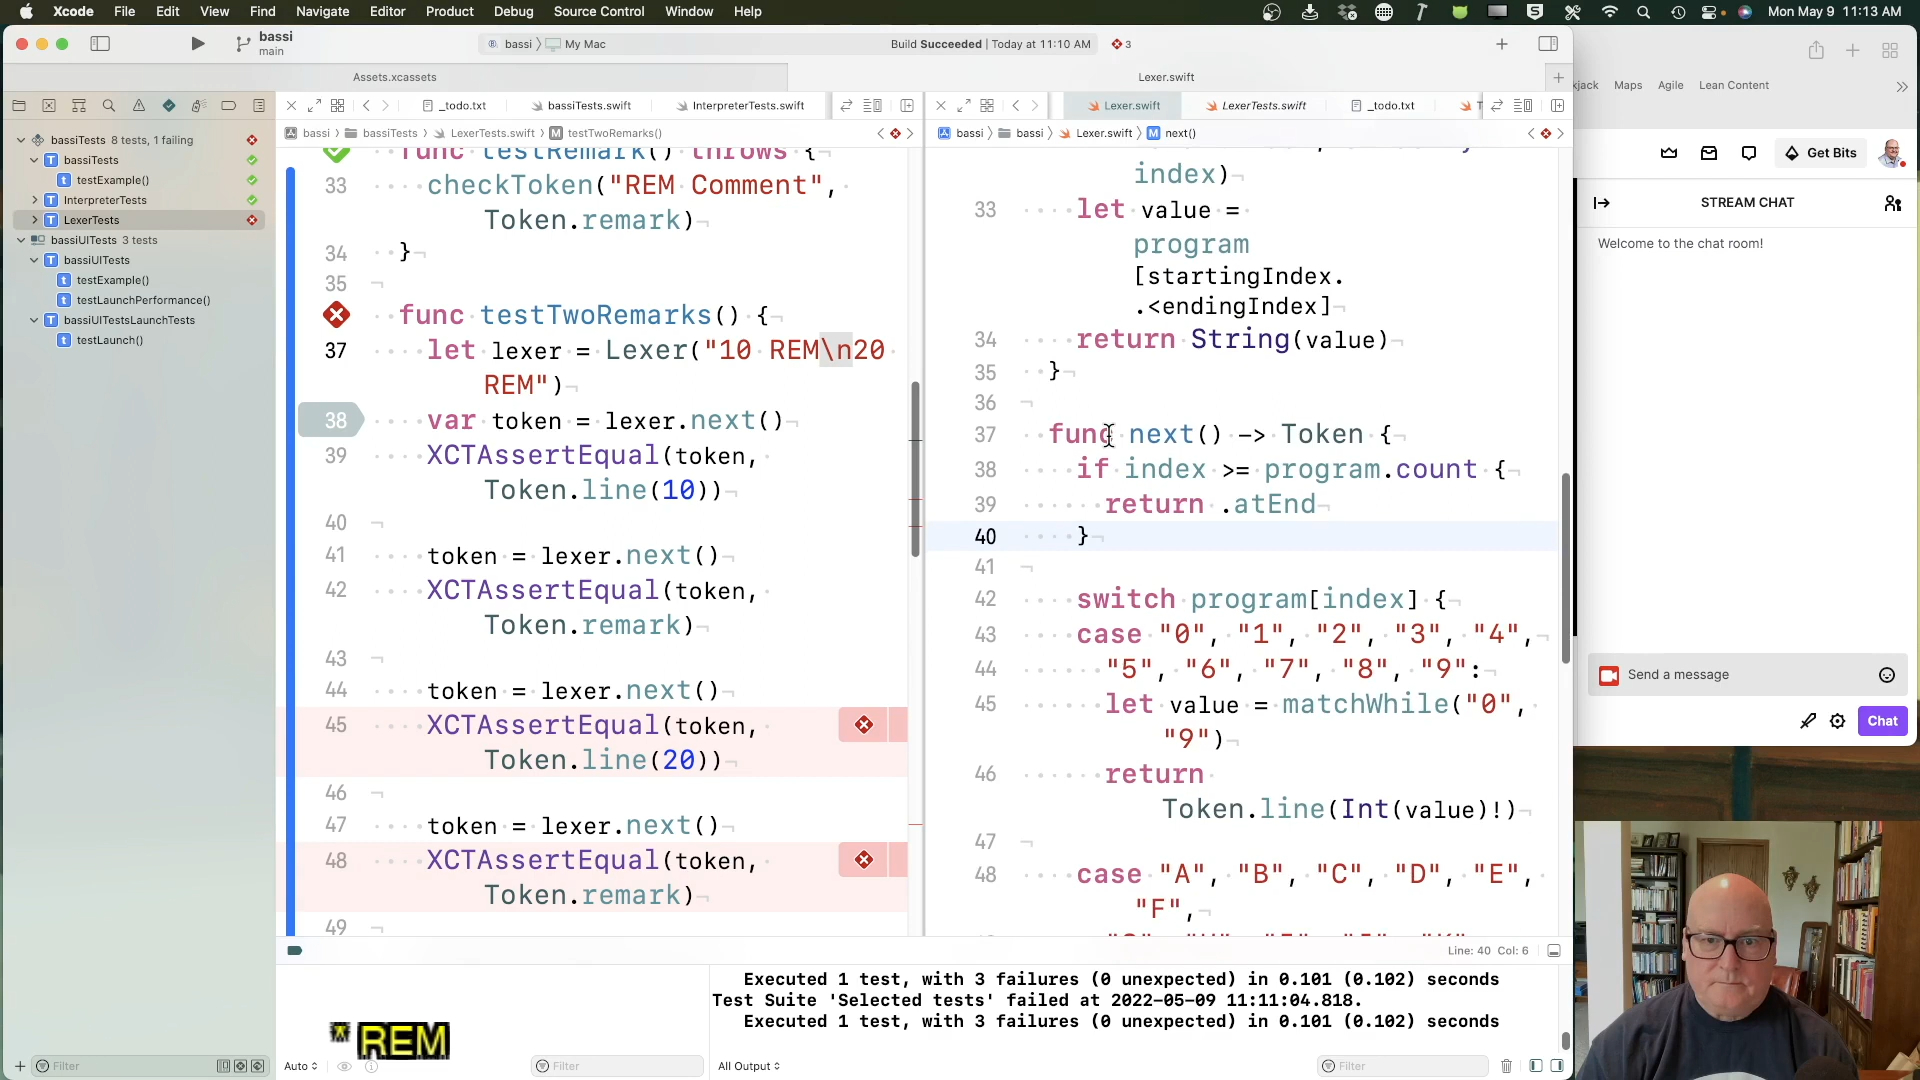 Xcode File Edit View Find Navigate Editor Product Debug Source Control Window Help
Mon May 9 11:13 AM
bassi
main
bassi My Mac
Build Succeeded | Today at 11:10 AM
3
Assets.xcassets
Lexer.swift
_todo.txt
bassiTests.swift
InterpreterTests.swift
Lexer.swift
LexerTests.swift
_todo.txt
bassi
bassiTests
LexerTests.swift
M testTwoRemarks()
bassi
bassi
Lexer.swift
M next()
bassiTests 8 tests, 1 failing
bassiTests
testExample()
InterpreterTests
LexerTests
bassiUITests 3 tests
bassiUITests
testExample()
testLaunchPerformance()
bassiUITestsLaunchTests
testLaunch()
func testRemark() throws {
33 checkToken("REM Comment",
Token.remark)
34 }
35
func testTwoRemarks() {
37 let lexer = Lexer("10 REM\n20
REM")
38 var token = lexer.next()
39 XCTAssertEqual(token,
Token.line(10))
40
41 token = lexer.next()
42 XCTAssertEqual(token,
Token.remark)
43
44 token = lexer.next()
45 XCTAssertEqual(token,
Token.line(20))
46
47 token = lexer.next()
48 XCTAssertEqual(token,
Token.remark)
49
index)
33 let value =
program
[startingIndex.
.<endingIndex]
34 return String(value)
35 }
36
37 func next() -> Token {
38 if index >= program.count {
39 return .atEnd
40 }
41
42 switch program[index] {
43 case "0", "1", "2", "3", "4",
44 "5", "6", "7", "8", "9":
45 let value = matchWhile("0",
"9")
46 return
Token.line(Int(value)!)
47
48 case "A", "B", "C", "D", "E",
"F",
Line: 40 Col: 6
Executed 1 test, with 3 failures (0 unexpected) in 0.101 (0.102) seconds
Test Suite 'Selected tests' failed at 2022-05-09 11:11:04.818.
Executed 1 test, with 3 failures (0 unexpected) in 0.101 (0.102) seconds
* REM
Filter
Auto
Filter
All Output
Filter
Maps Agile Lean Content
Get Bits
STREAM CHAT
Welcome to the chat room!
Send a message
Chat